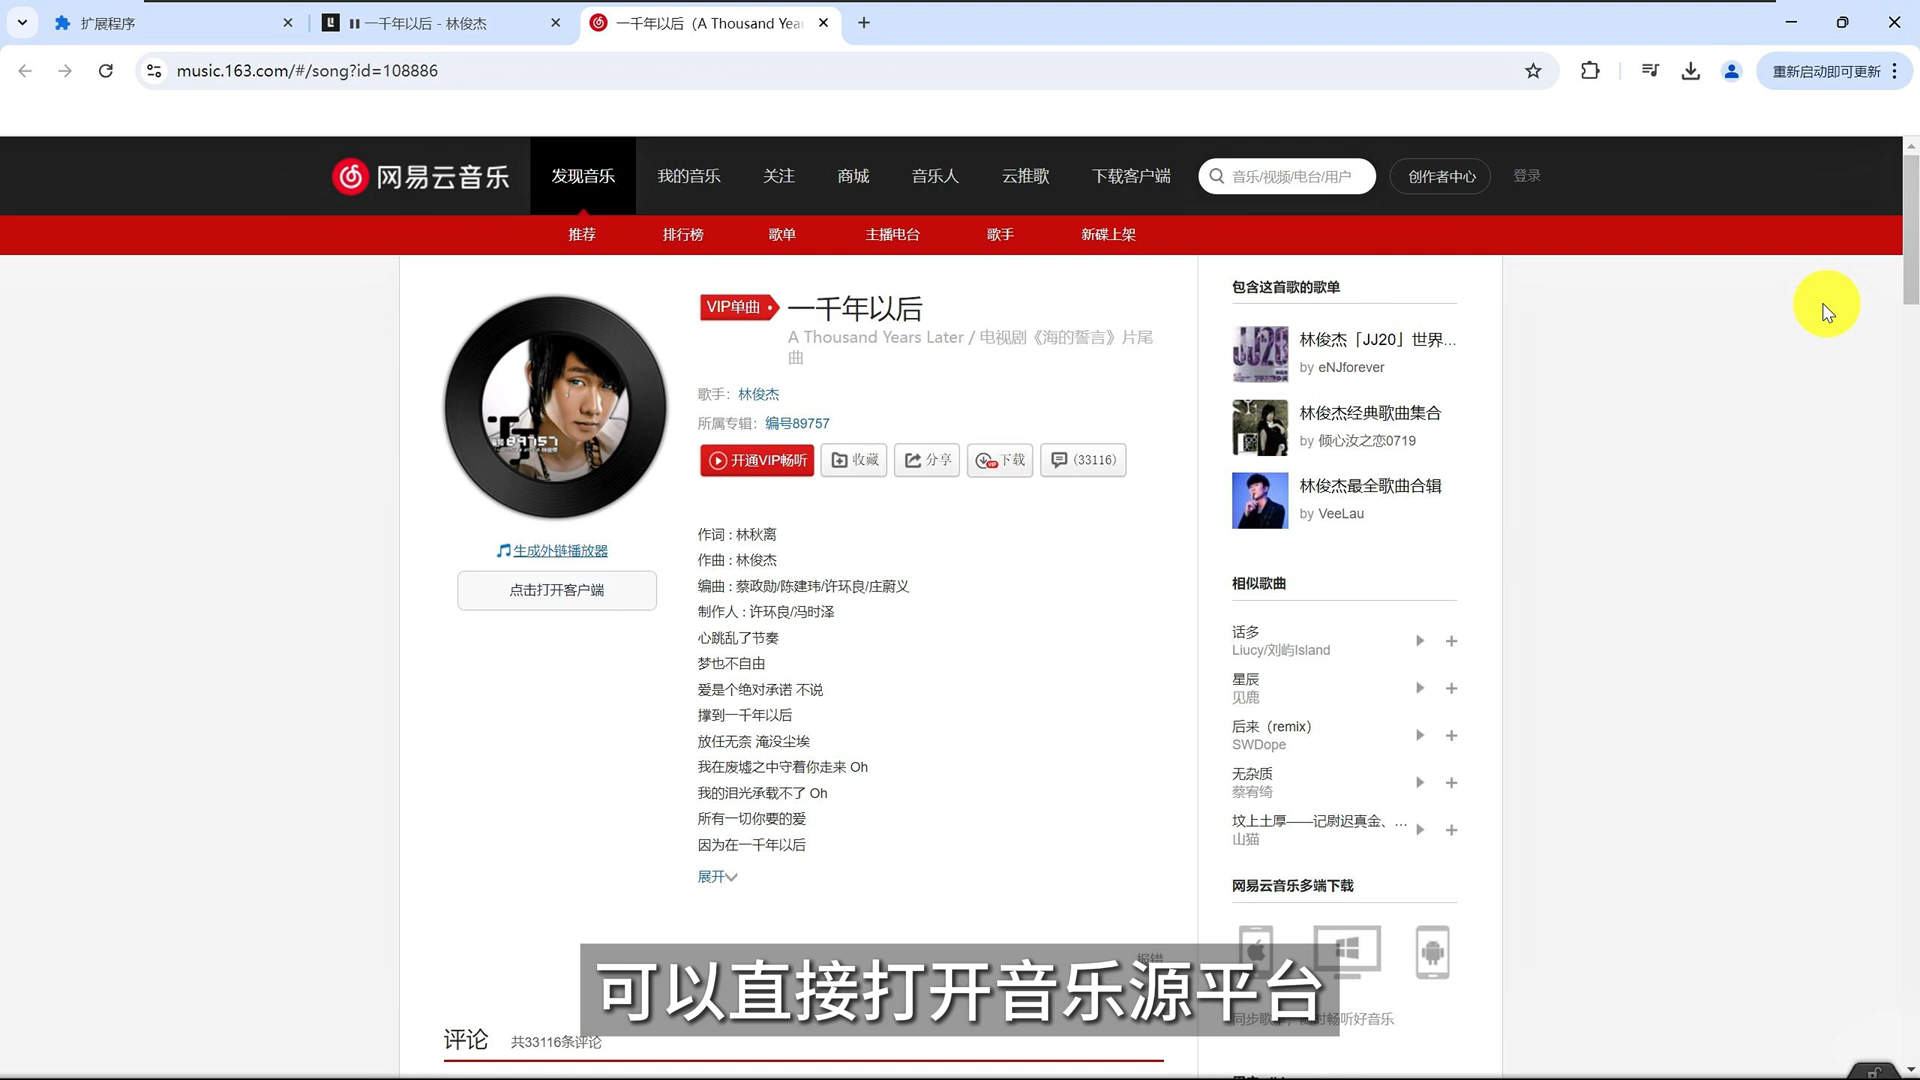 扩展程序
一千年以后 - 林俊杰
一千年以后（A Thousand Yea
music.163.com/#/song?id=108886
重新启动即可更新
网易云音乐
发现音乐
我的音乐
关注
商城
音乐人
云推歌
下载客户端
音乐/视频/电台/用户
创作者中心
登录
推荐
排行榜
歌单
主播电台
歌手
新碟上架
VIP单曲
一千年以后
A Thousand Years Later / 电视剧《海的誓言》片尾
曲
歌手：林俊杰
所属专辑：编号89757
开通VIP畅听
收藏
分享
下载
(33116)
生成外链播放器
点击打开客户端
作词 : 林秋离
作曲 : 林俊杰
编曲 : 蔡政勋/陈建玮/许环良/庄蔚义
制作人 : 许环良/冯时泽
心跳乱了节奏
梦也不自由
爱是个绝对承诺 不说
撑到一千年以后
放任无奈 淹没尘埃
我在废墟之中守着你走来 Oh
我的泪光承载不了 Oh
所有一切你要的爱
因为在一千年以后
展开
评论
共33116条评论
包含这首歌的歌单
林俊杰「JJ20」世界...
by eNJforever
林俊杰经典歌曲集合
by 倾心汝之恋0719
林俊杰最全歌曲合辑
by VeeLau
相似歌曲
话多
Liucy/刘屿Island
星辰
见鹿
后来（remix）
SWDope
无杂质
蔡宥绮
坟上土厚——记尉迟真金、...
山猫
网易云音乐多端下载
可以直接打开音乐源平台